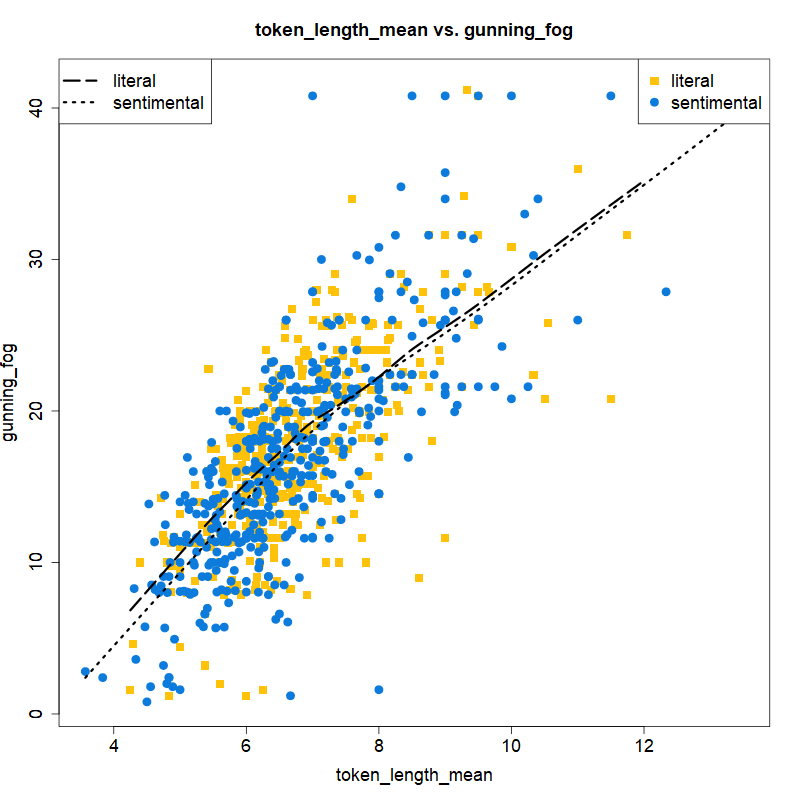 token_length_mean vs. gunning_fog
literal
sentimental
literal
sentimental
gunning_fog
40
30
20
10
0
4 6 8 10 12
token_length_mean